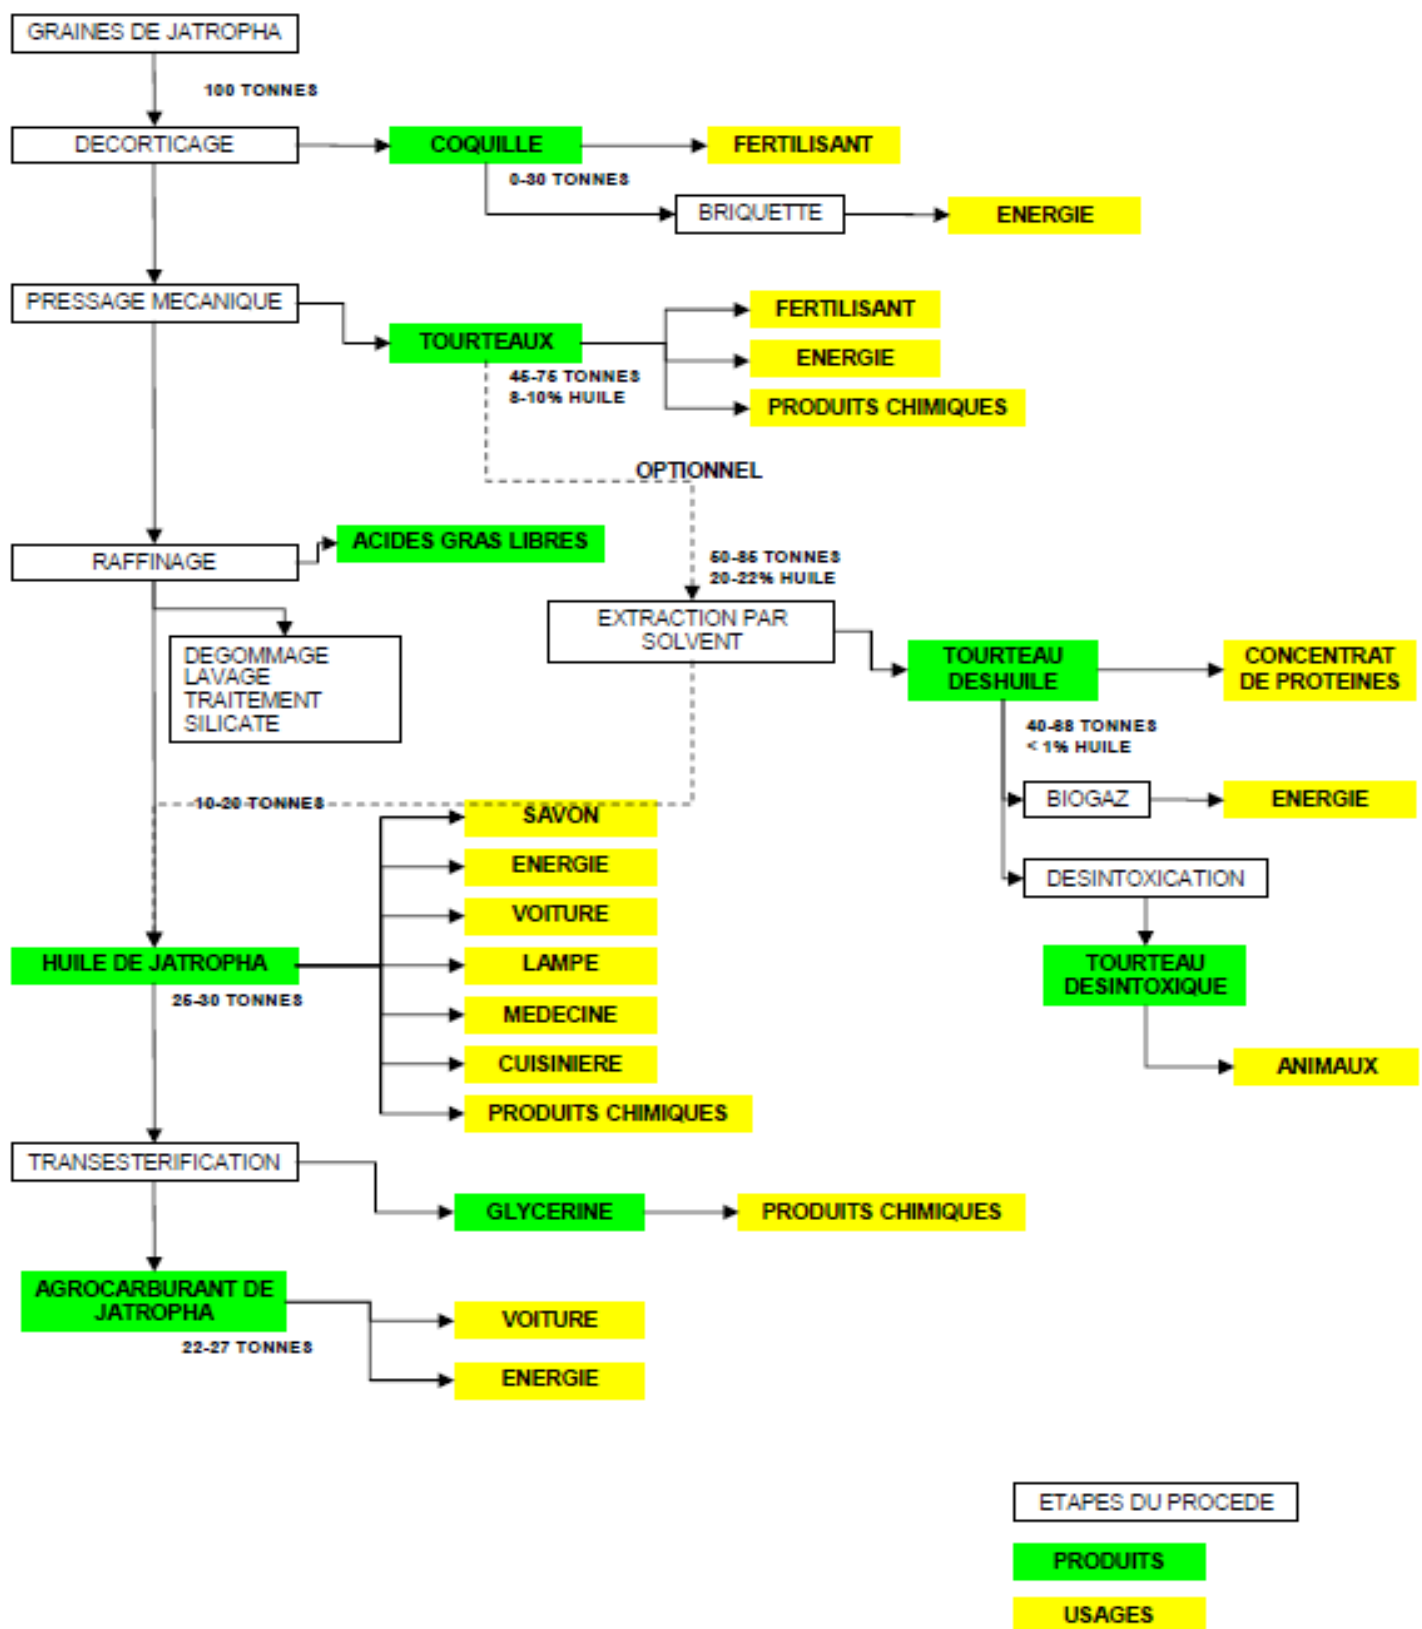 GRAINES DE JATROPHA
100 TONNES
DECORTICAGE
COQUILLE
FERTILISANT
0-30 TONNES
BRIQUETTE
ENERGIE
PRESSAGE MECANIQUE
TOURTEAUX
FERTILISANT
ENERGIE
45-75 TONNES
8-10% HUILE
PRODUITS CHIMIQUES
OPTIONNEL
RAFFINAGE
ACIDES GRAS LIBRES
50-85 TONNES
20-22% HUILE
EXTRACTION PAR
SOLVENT
DEGOMMAGE
LAVAGE
TRAITEMENT
SILICATE
TOURTEAU
DESHUILE
CONCENTRAT
DE PROTEINES
40-68 TONNES
< 1% HUILE
BIOGAZ
ENERGIE
10-20 TONNES
SAVON
ENERGIE
VOITURE
LAMPE
MEDECINE
CUISINIERE
PRODUITS CHIMIQUES
DESINTOXICATION
TOURTEAU
DESINTOXIQUE
ANIMAUX
HUILE DE JATROPHA
25-30 TONNES
TRANSESTERIFICATION
GLYCERINE
PRODUITS CHIMIQUES
AGROCARBURANT DE
JATROPHA
22-27 TONNES
VOITURE
ENERGIE
ETAPES DU PROCEDE
PRODUITS
USAGES